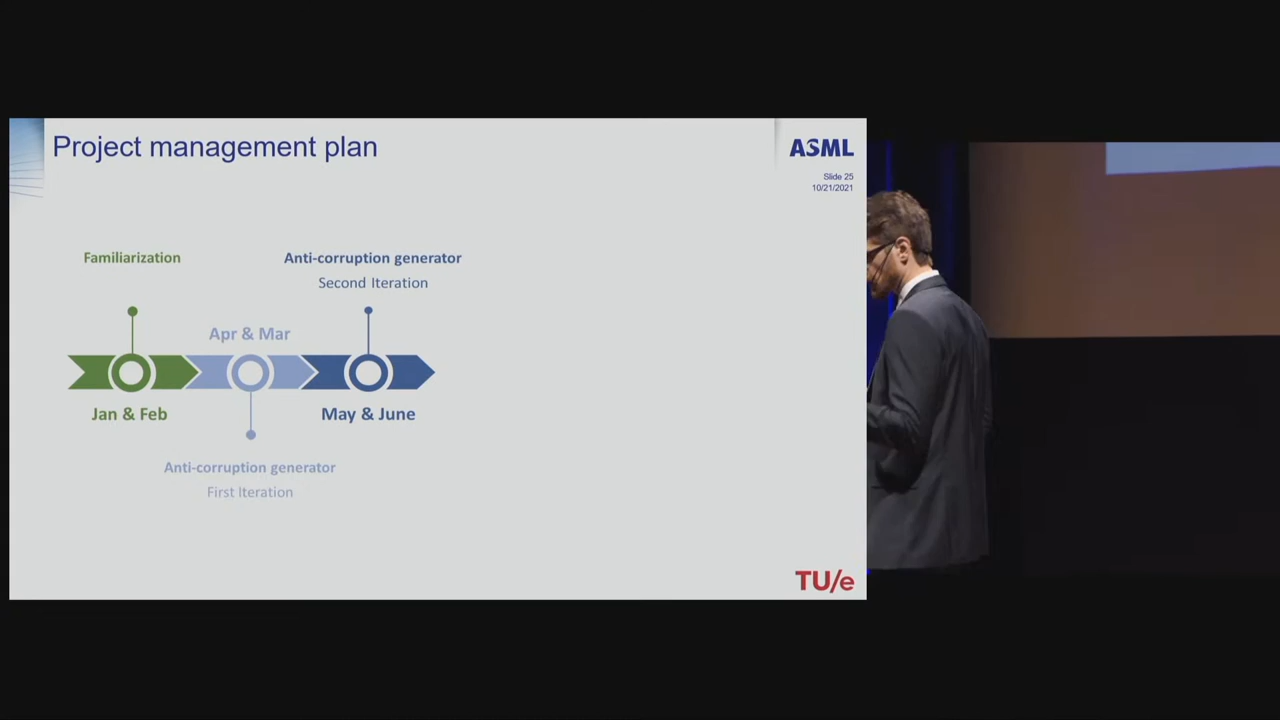 Project management plan
ASML
Slide 25
10/21/2021
Familiarization
Anti-corruption generator
Second Iteration
Apr & Mar
Jan & Feb
May & June
Anti-corruption generator
First Iteration
TU/e